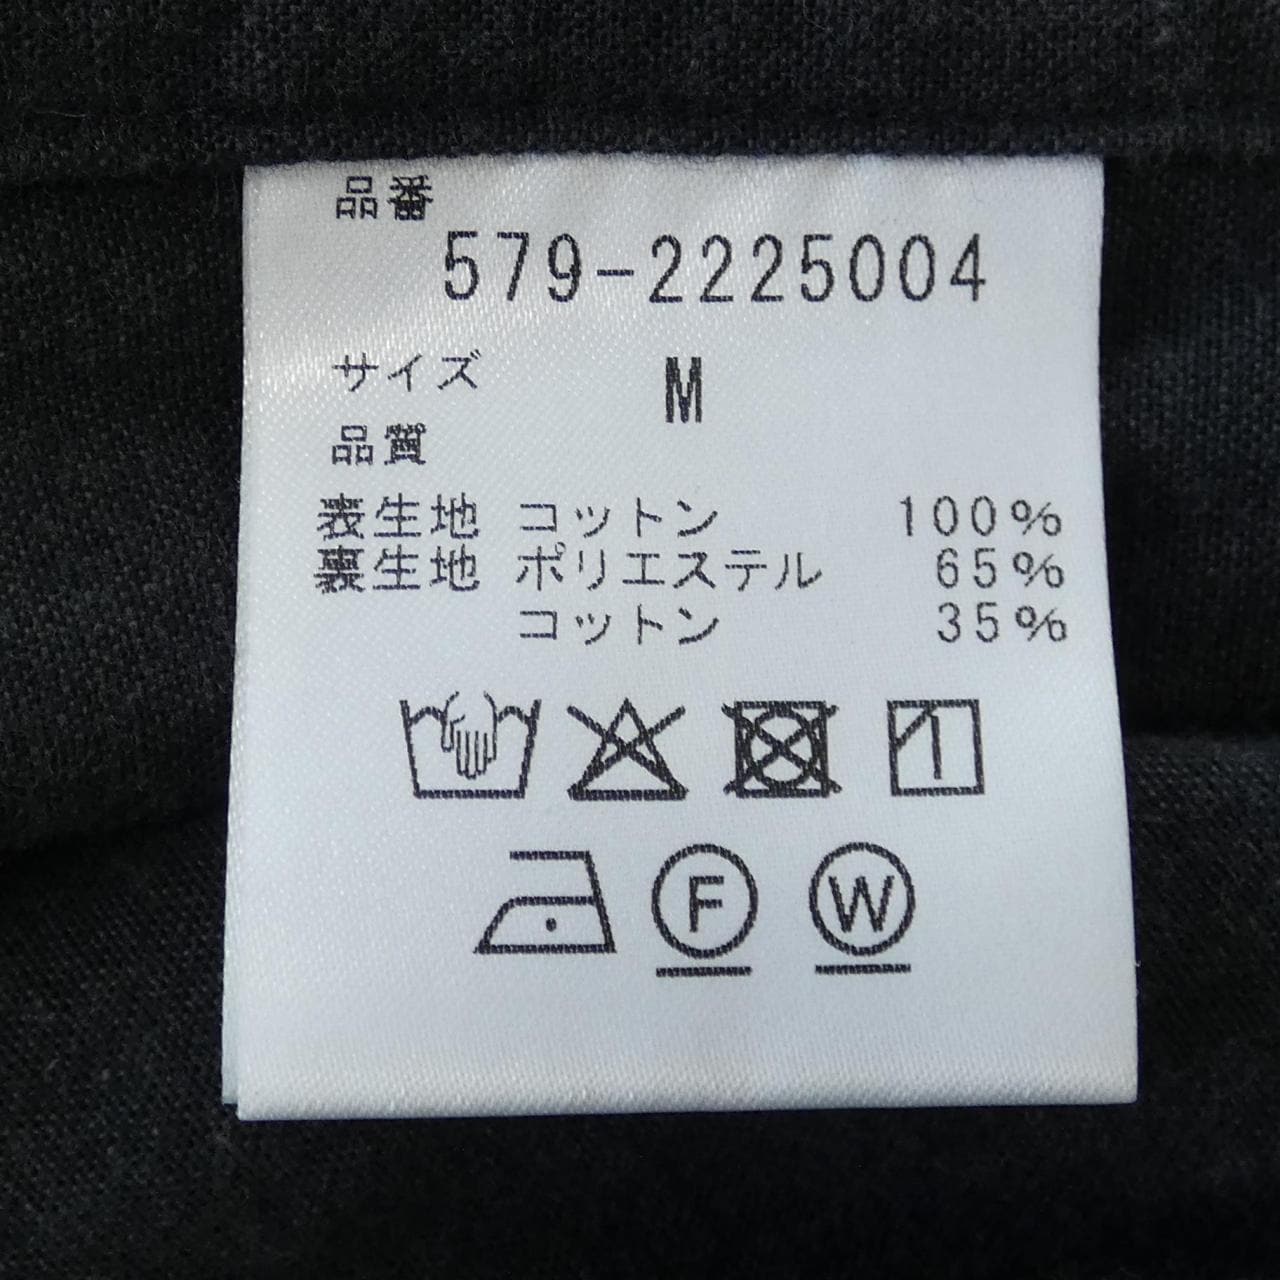 品番
579-2225004
サイズ M
品質
表生地 コットン 100%
裏生地 ポリエステル 65%
コットン 35%
F W